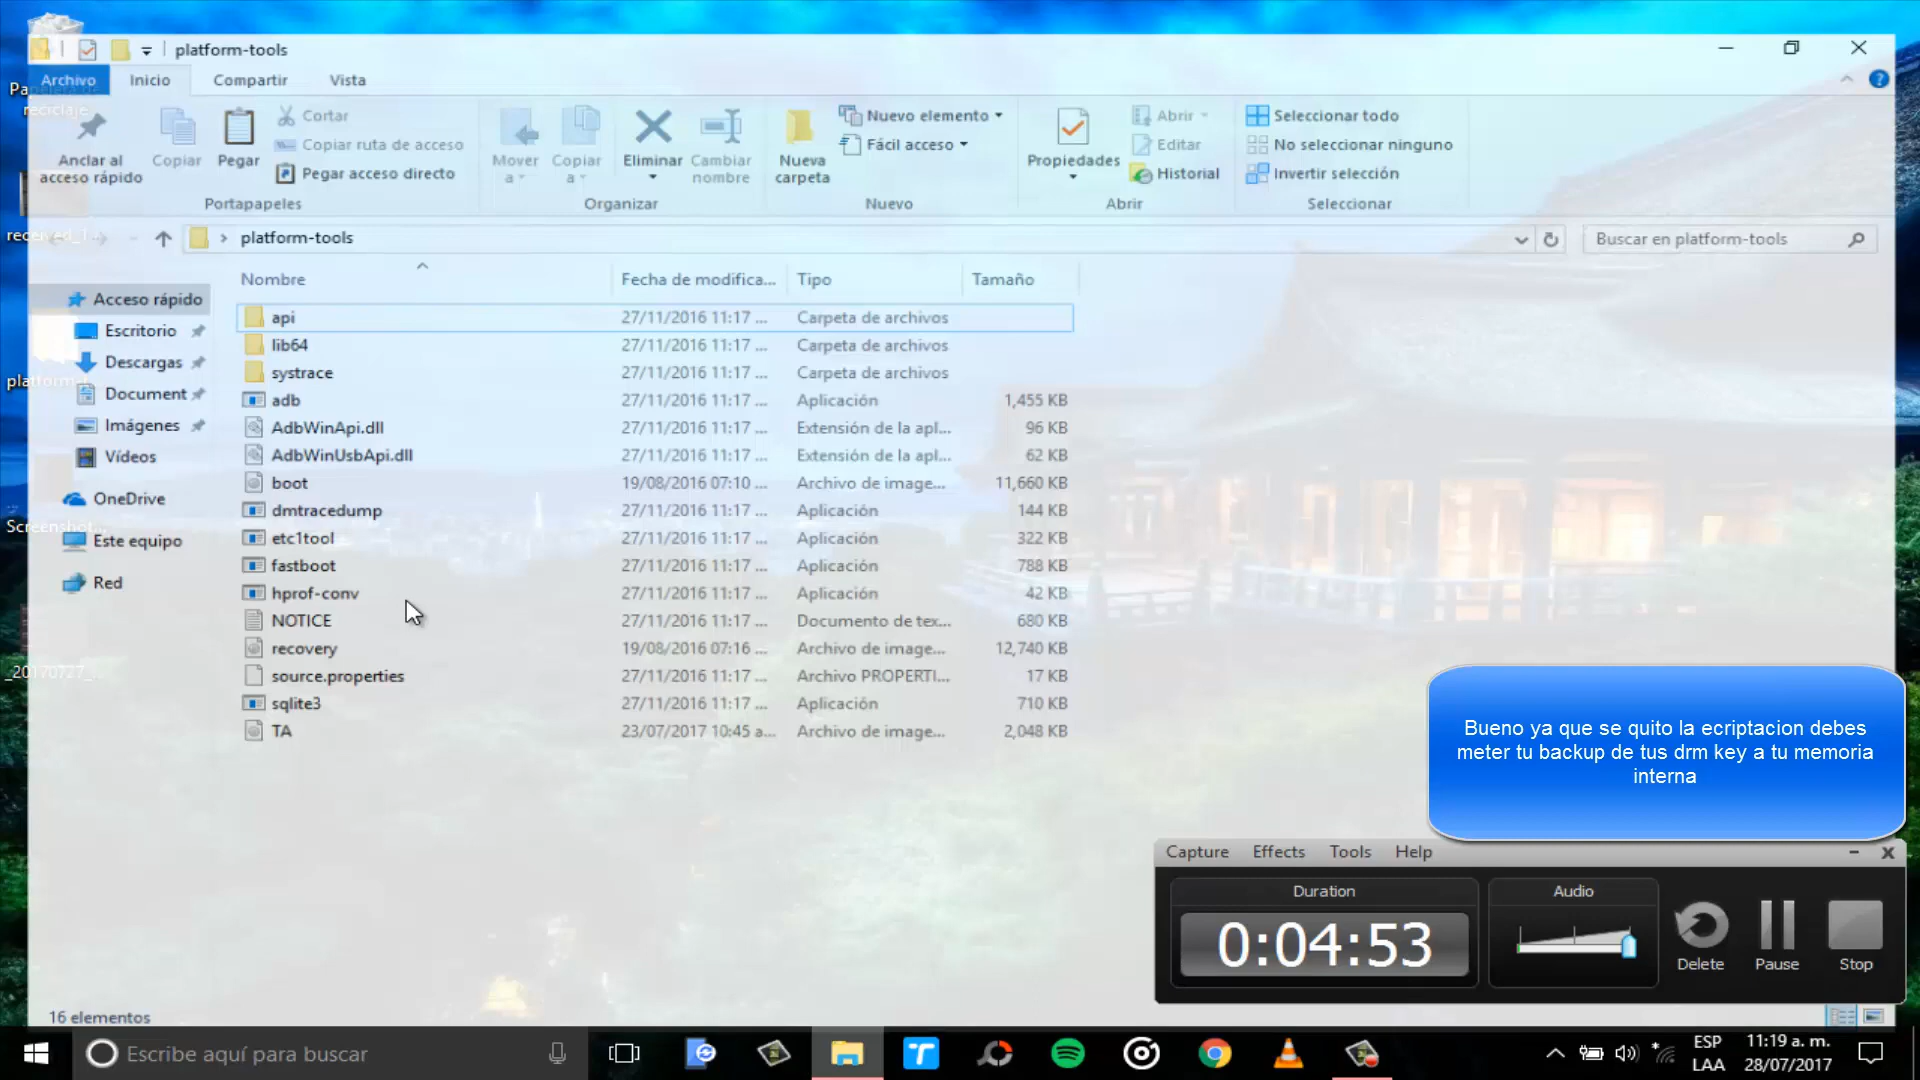 platform-tools
Archivo
Inicio
Compartir
Vista
Anclar al
acceso rápido
Copiar
Pegar
Cortar
Copiar ruta de acceso
Pegar acceso directo
Portapapeles
Mover
a
Copiar
a
Eliminar
Cambiar
nombre
Organizar
Nueva
carpeta
Nuevo elemento
Fácil acceso
Nuevo
Propiedades
Abrir
Editar
Historial
Abrir
Seleccionar todo
No seleccionar ninguno
Invertir selección
Seleccionar
platform-tools
Buscar en platform-tools
Acceso rápido
Escritorio
Descargas
Document
Imágenes
Vídeos
OneDrive
Este equipo
Red
reciclaje
Screenshot...
_20170727_...
Nombre Fecha de modifica... Tipo Tamaño
api 27/11/2016 11:17 ... Carpeta de archivos
lib64 27/11/2016 11:17 ... Carpeta de archivos
systrace 27/11/2016 11:17 ... Carpeta de archivos
adb 27/11/2016 11:17 ... Aplicación 1,455 KB
AdbWinApi.dll 27/11/2016 11:17 ... Extensión de la apl... 96 KB
AdbWinUsbApi.dll 27/11/2016 11:17 ... Extensión de la apl... 62 KB
boot 19/08/2016 07:10 ... Archivo de image... 11,660 KB
dmtracedump 27/11/2016 11:17 ... Aplicación 144 KB
etc1tool 27/11/2016 11:17 ... Aplicación 322 KB
fastboot 27/11/2016 11:17 ... Aplicación 788 KB
hprof-conv 27/11/2016 11:17 ... Aplicación 42 KB
NOTICE 27/11/2016 11:17 ... Documento de tex... 680 KB
recovery 19/08/2016 07:16 ... Archivo de image... 12,740 KB
source.properties 27/11/2016 11:17 ... Archivo PROPERTI... 17 KB
sqlite3 27/11/2016 11:17 ... Aplicación 710 KB
TA 23/07/2017 10:45 a... Archivo de image... 2,048 KB
16 elementos
Bueno ya que se quito la ecriptacion debes
meter tu backup de tus drm key a tu memoria
interna
Capture Effects Tools Help
Duration
0:04:53
Audio
Delete
Pause
Stop
Escribe aquí para buscar
ESP
LAA
11:19 a. m.
28/07/2017